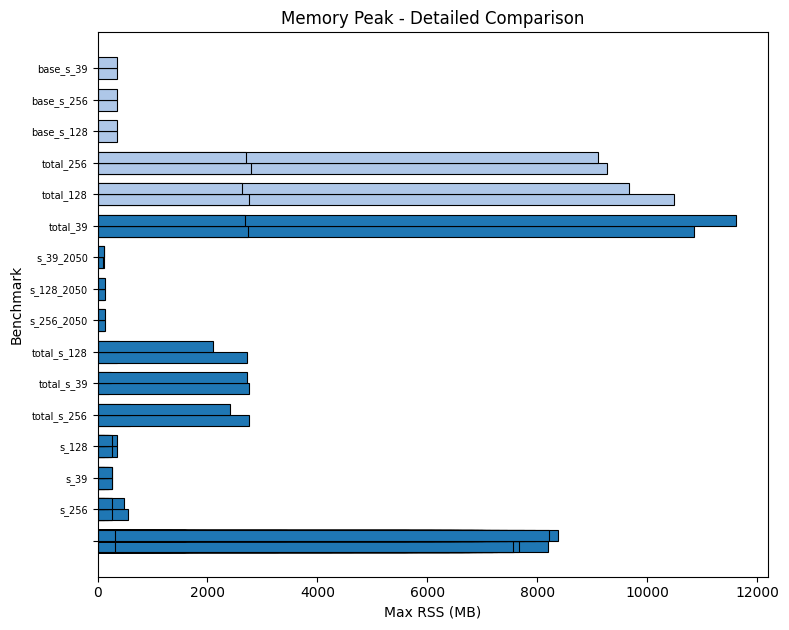 Memory Peak - Detailed Comparison
base_s_39
base_s_256
base_s_128
total_256
total_128
total_39
s_39_2050
s_128_2050
s_256_2050
total_s_128
total_s_39
total_s_256
s_128
s_39
s_256
Benchmark
0 2000 4000 6000 8000 10000 12000
Max RSS (MB)